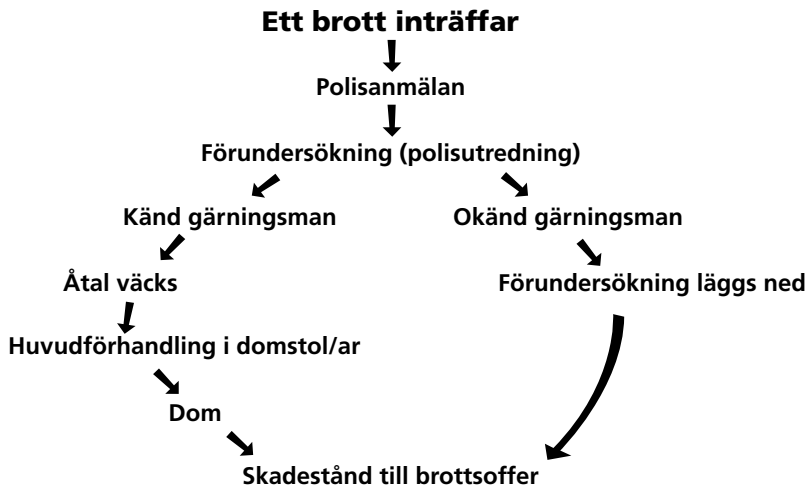 Ett brott inträffar
Polisanmälan
Förundersökning (polisutredning)
Känd gärningsman
Okänd gärningsman
Åtal väcks
Förundersökning läggs ned
Huvudförhandling i domstol/ar
Dom
Skadestånd till brottsoffer